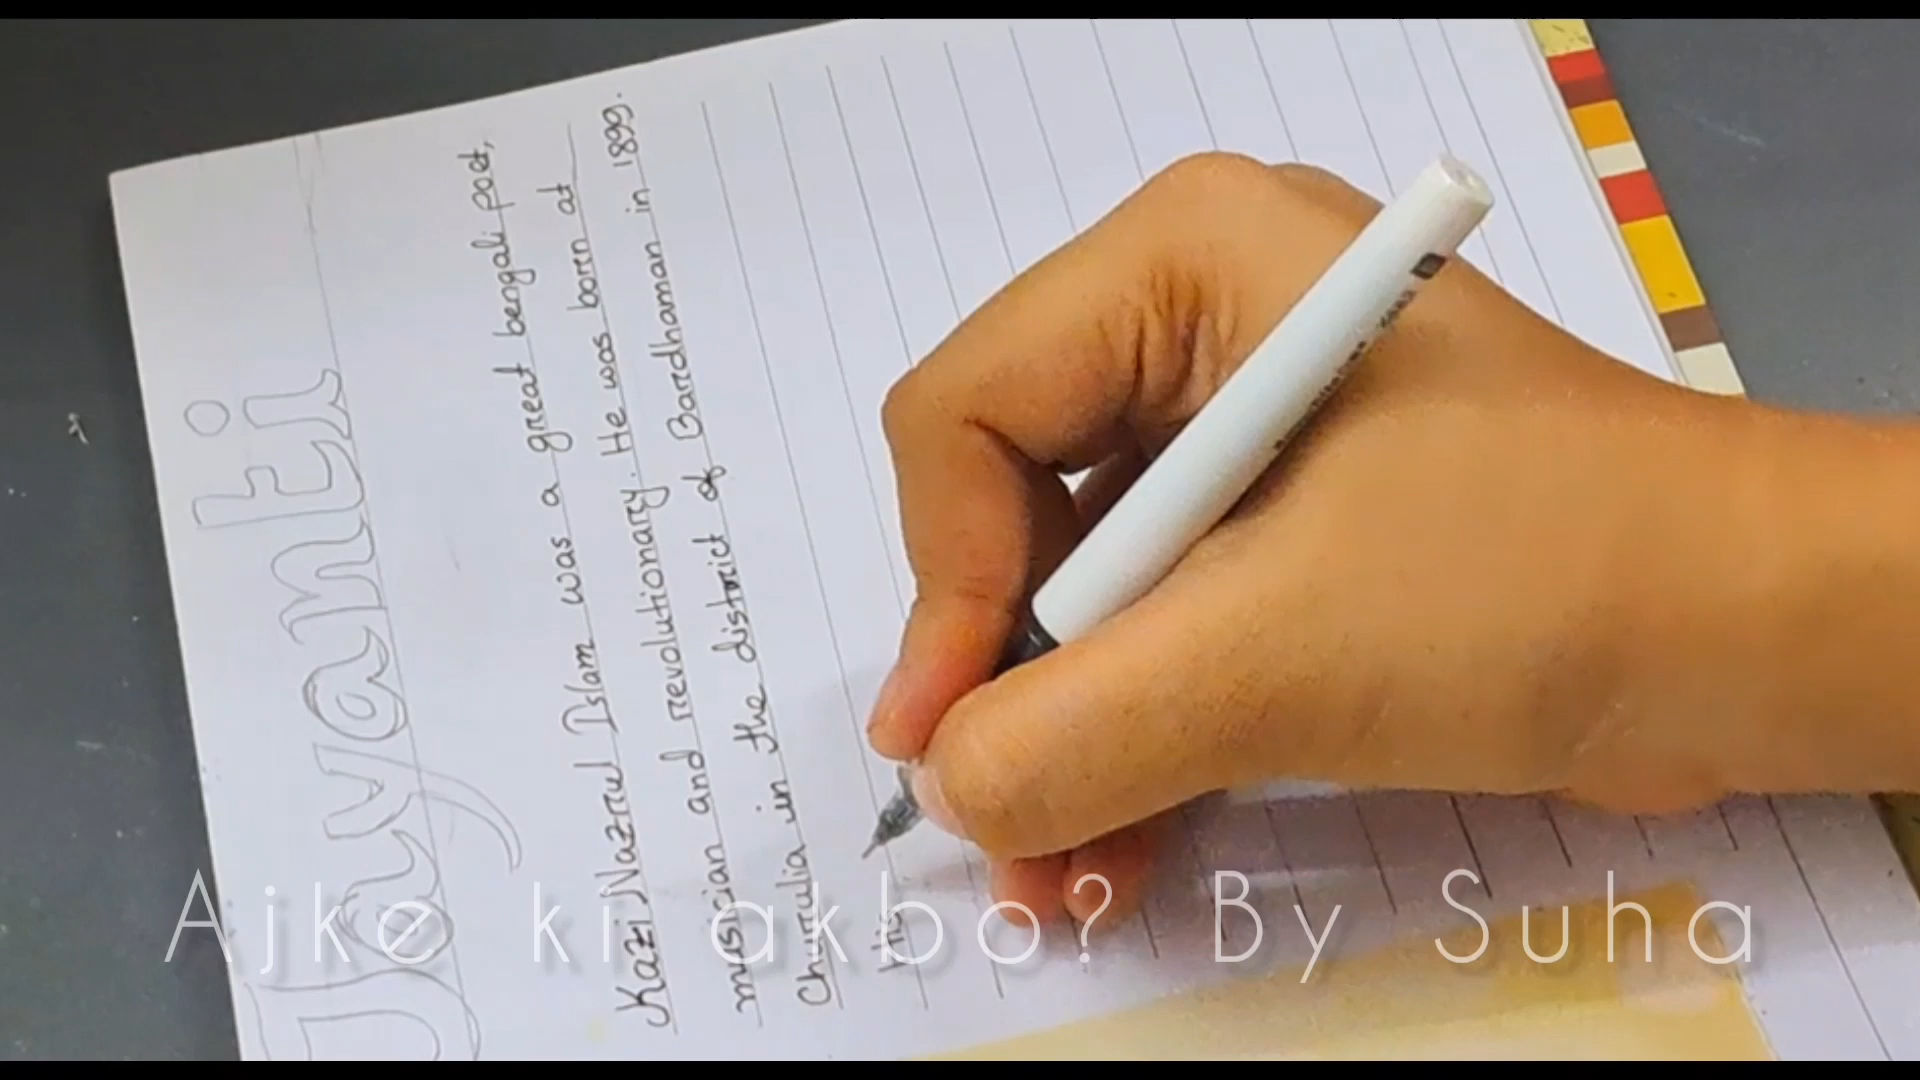 Jayanti
Kazi Nazrul Islam was a great bengali poet,
musician and revolutionary. He was born at
Churulia in the district of Bardhaman in 1899.
His
Ajke ki akbo? By Suha